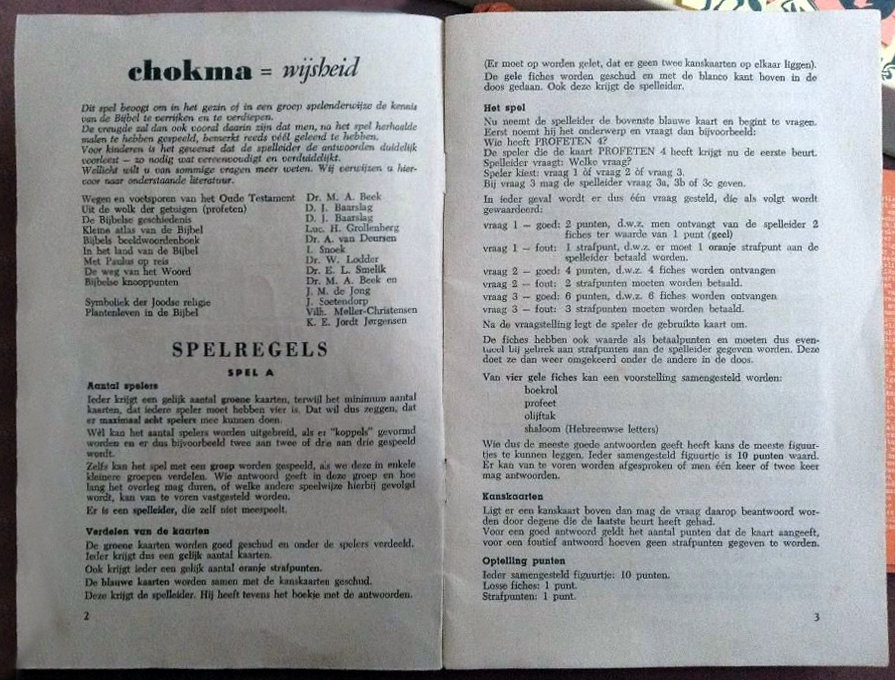 chokma = wijsheid
Dit spel beoogt om in het gezin of in een groep spelenderwijze de kennis
van de Bijbel te verrijken en te verdiepen.
De vreugde zal dan ook vooral daarin zijn dat men, na het spel herhaalde
malen te hebben gespeeld, bemerkt reeds véél geleerd te hebben.
Voor kinderen is het gewenst dat de spelleider de antwoorden duidelijk
voorleest — zo nodig wat vereenvoudigt en verduidelijkt.
Wellicht wilt u van sommige vragen meer weten. Wij verwijzen u hier-
voor naar onderstaande literatuur.
Wegen en voetsporen van het Oude Testament Dr. M. A. Beek
Uit de wolk der getuigen (profeten) D. J. Baarslag
De Bijbelse geschiedenis D. J. Baarslag
Kleine atlas van de Bijbel Luc. H. Grollenberg
Bijbels beeldwoordenboek Dr. A. van Deursen
In het land van de Bijbel L. Snoek
Met Paulus op reis Dr. W. Lodder
De weg van het Woord Dr. E. L. Smelik
Bijbelse knooppunten Dr. M. A. Beek en
J. M. de Jong
Symboliek der Joodse religie J. Soetendorp
Plantenleven in de Bijbel Vilh. Møller-Christensen
K. E. Jordt Jørgensen
SPELREGELS
SPEL A
Aantal spelers
Ieder krijgt een gelijk aantal groene kaarten, terwijl het minimum aantal
kaarten, dat iedere speler moet hebben vier is. Dat wil dus zeggen, dat
er maximaal acht spelers mee kunnen doen.
Wèl kan het aantal spelers worden uitgebreid, als er "koppels" gevormd
worden en er dus bijvoorbeeld twee aan twee of drie aan drie gespeeld
wordt.
Zelfs kan het spel met een groep worden gespeeld, als we deze in enkele
kleinere groepen verdelen. Wie antwoord geeft in deze groep en hoe
lang het overleg mag duren, of welke andere speelwijze hierbij gevolgd
wordt, kan van te voren vastgesteld worden.
Er is een spelleider, die zelf niet meespeelt.
Verdelen van de kaarten
De groene kaarten worden goed geschud en onder de spelers verdeeld.
Ieder krijgt dus een gelijk aantal kaarten.
Ook krijgt ieder een gelijk aantal oranje strafpunten.
De blauwe kaarten worden samen met de kanskaarten geschud.
Deze krijgt de spelleider. Hij heeft tevens het boekje met de antwoorden.
2
(Er moet op worden gelet, dat er geen twee kanskaarten op elkaar liggen).
De gele fiches worden geschud en met de blanco kant boven in de
doos gedaan. Ook deze krijgt de spelleider.
Het spel
Nu neemt de spelleider de bovenste blauwe kaart en begint te vragen.
Eerst noemt hij het onderwerp en vraagt dan bijvoorbeeld:
Wie heeft PROFETEN 4?
De speler die de kaart PROFETEN 4 heeft krijgt nu de eerste beurt.
Spelleider vraagt: Welke vraag?
Speler kiest: vraag 1 òf vraag 2 òf vraag 3.
Bij vraag 3 mag de spelleider vraag 3a, 3b of 3c geven.
In ieder geval wordt er dus één vraag gesteld, die als volgt wordt
gewaardeerd:
vraag 1 — goed: 2 punten, d.w.z. men ontvangt van de spelleider 2
fiches ter waarde van 1 punt (geel)
vraag 1 — fout: 1 strafpunt, d.w.z. er moet 1 oranje strafpunt aan de
spelleider betaald worden.
vraag 2 — goed: 4 punten, d.w.z. 4 fiches worden ontvangen
vraag 2 — fout: 2 strafpunten moeten worden betaald.
vraag 3 — goed: 6 punten, d.w.z. 6 fiches worden ontvangen
vraag 3 — fout: 3 strafpunten moeten worden betaald.
Na de vraagstelling legt de speler de gebruikte kaart om.
De fiches hebben ook waarde als betaalpunten en moeten dus even-
tueel bij gebrek aan strafpunten aan de spelleider gegeven worden. Deze
doet ze dan weer omgekeerd onder de andere in de doos.
Van vier gele fiches kan een voorstelling samengesteld worden:
boekrol
profeet
olijftak
shaloom (Hebreeuwse letters)
Wie dus de meeste goede antwoorden geeft heeft kans de meeste figuur-
tjes te kunnen leggen. Ieder samengesteld figuurtje is 10 punten waard.
Er kan van te voren worden afgesproken of men één keer of twee keer
mag antwoorden.
Kanskaarten
Ligt er een kanskaart boven dan mag de vraag daarop beantwoord wor-
den door degene die de laatste beurt heeft gehad.
Voor een goed antwoord geldt het aantal punten dat de kaart aangeeft,
voor een foutief antwoord hoeven geen strafpunten gegeven te worden.
Optelling punten
Ieder samengesteld figuurtje: 10 punten.
Losse fiches: 1 punt.
Strafpunten: 1 punt.
3